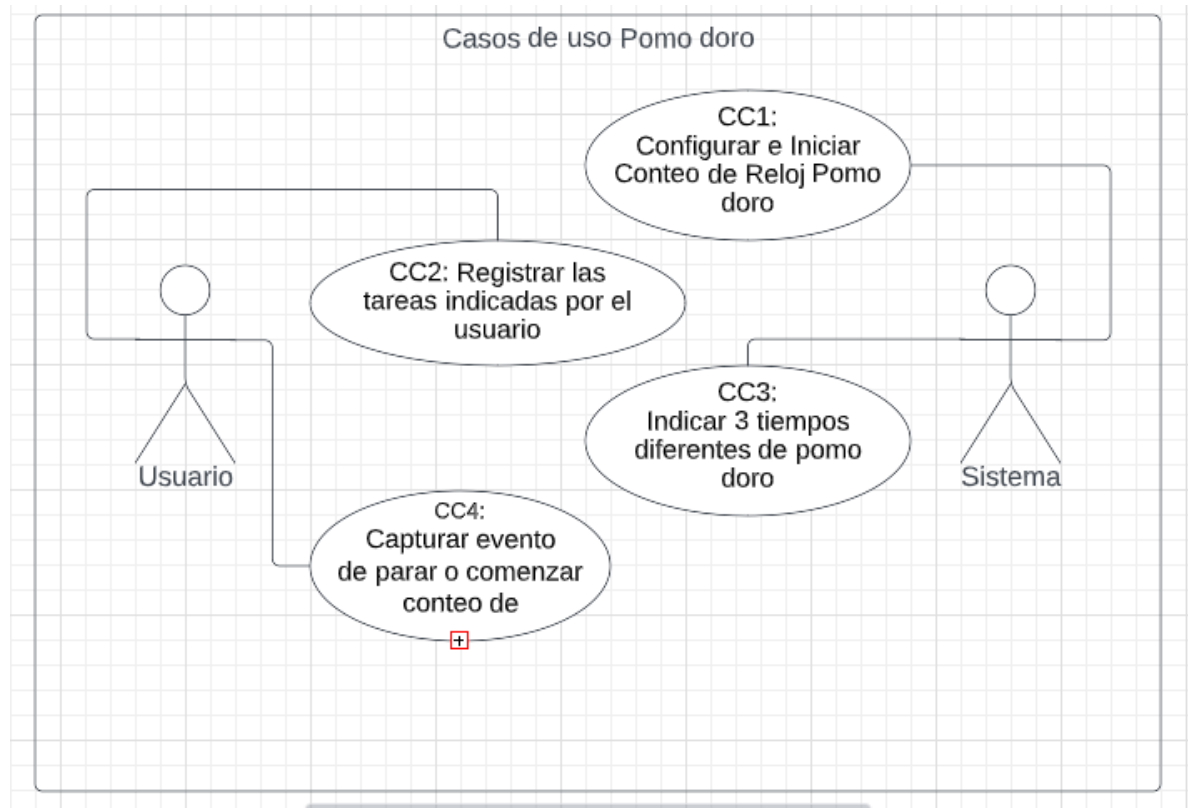 Casos de uso Pomo doro
CC1:
Configurar e Iniciar
Conteo de Reloj Pomo
doro
CC2: Registrar las
tareas indicadas por el
usuario
CC3:
Indicar 3 tiempos
diferentes de pomo
doro
Usuario
Sistema
CC4:
Capturar evento
de parar o comenzar
conteo de